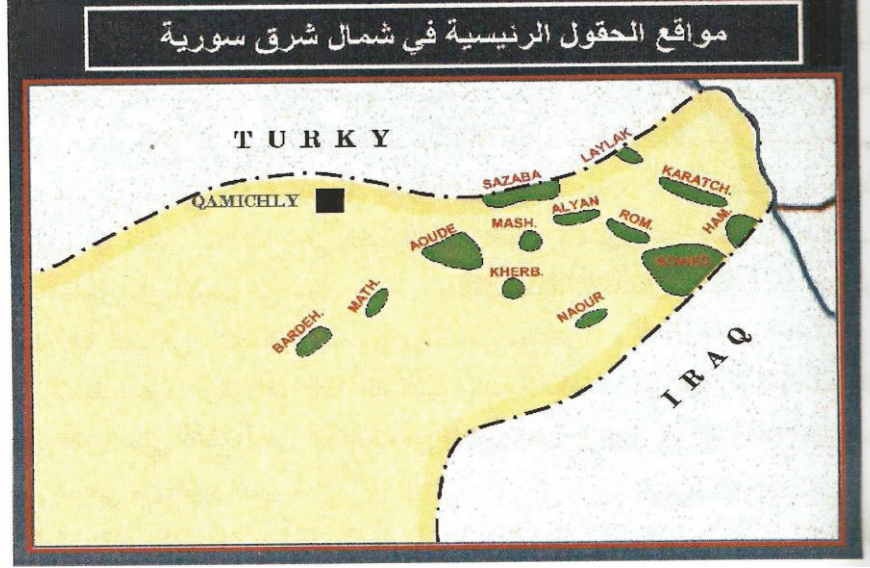 مواقع الحقول الرئيسية في شمال شرق سورية
TURKY
LAYLAK
SAZABA
KARATCH.
QAMICHLY
ALYAN
MASH.
ROM.
HAM.
AOUDE
KHERB.
MATH.
NAOUR
BARDEH.
IRAQ